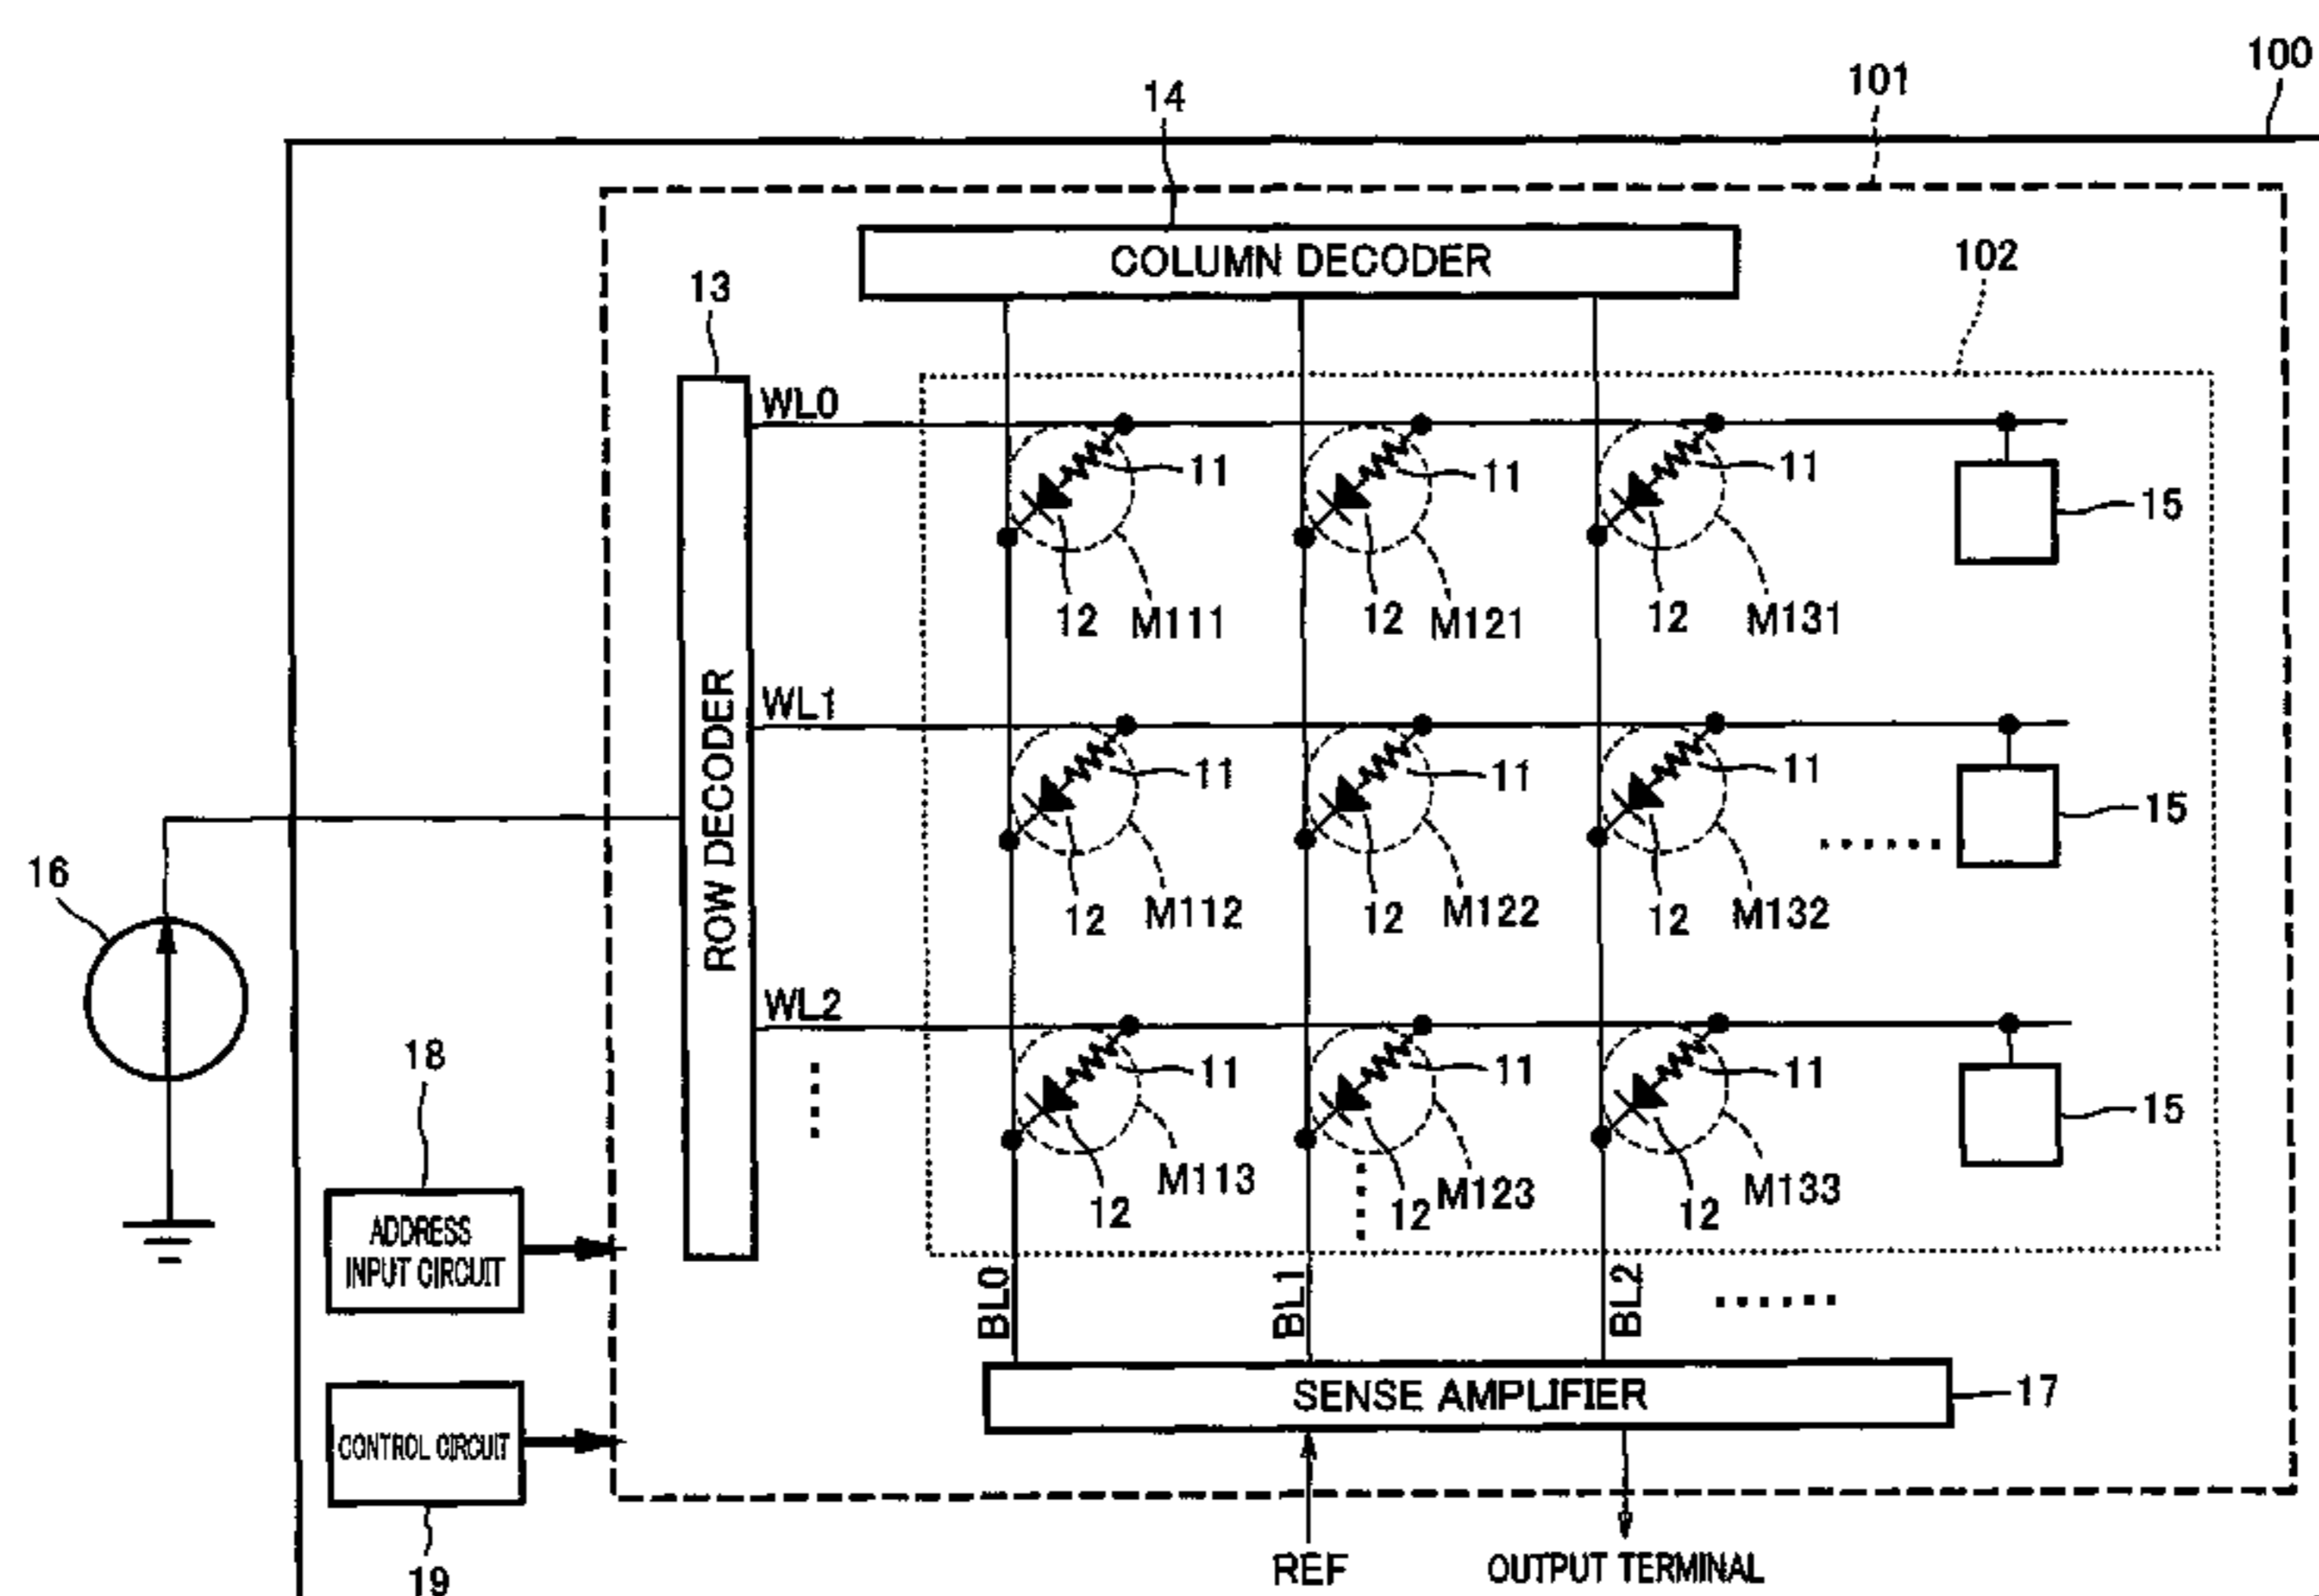 100
101
14
COLUMN DECODER
102
13
WL0
11 11 11
15
12 M111 12 M121 12 M131
ROW DECODER
WL1
11 11 11
15
16
12 M112 12 M122 12 M132
WL2
18
11 11 11
15
12 M113 12 M123 12 M133
ADDRESS
INPUT CIRCUIT
BL0 BL1 BL2
CONTROL CIRCUIT
SENSE AMPLIFIER
17
19
REF
OUTPUT TERMINAL